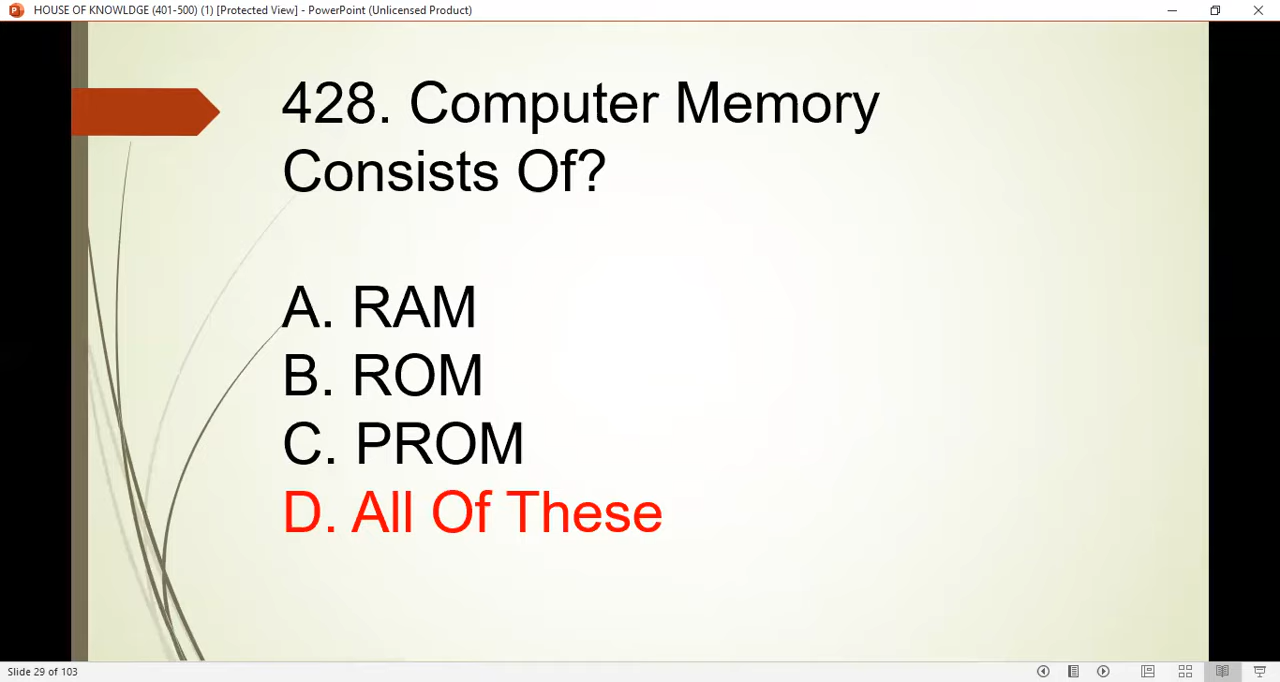 HOUSE OF KNOWLDGE (401-500) (1) [Protected View] - PowerPoint (Unlicensed Product)
428. Computer Memory
Consists Of?
A. RAM
B. ROM
C. PROM
D. All Of These
Slide 29 of 103